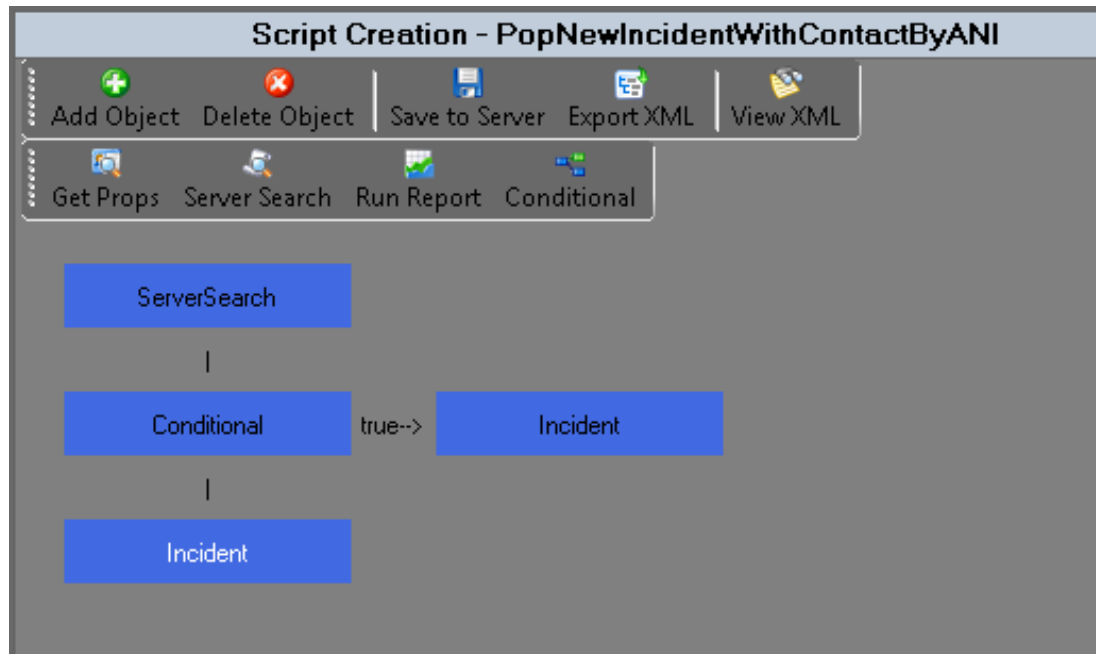 Script Creation - PopNewIncidentWithContactByANI
Add Object Delete Object Save to Server Export XML View XML
Get Props Server Search Run Report Conditional
ServerSearch
|
Conditional true--> Incident
|
Incident